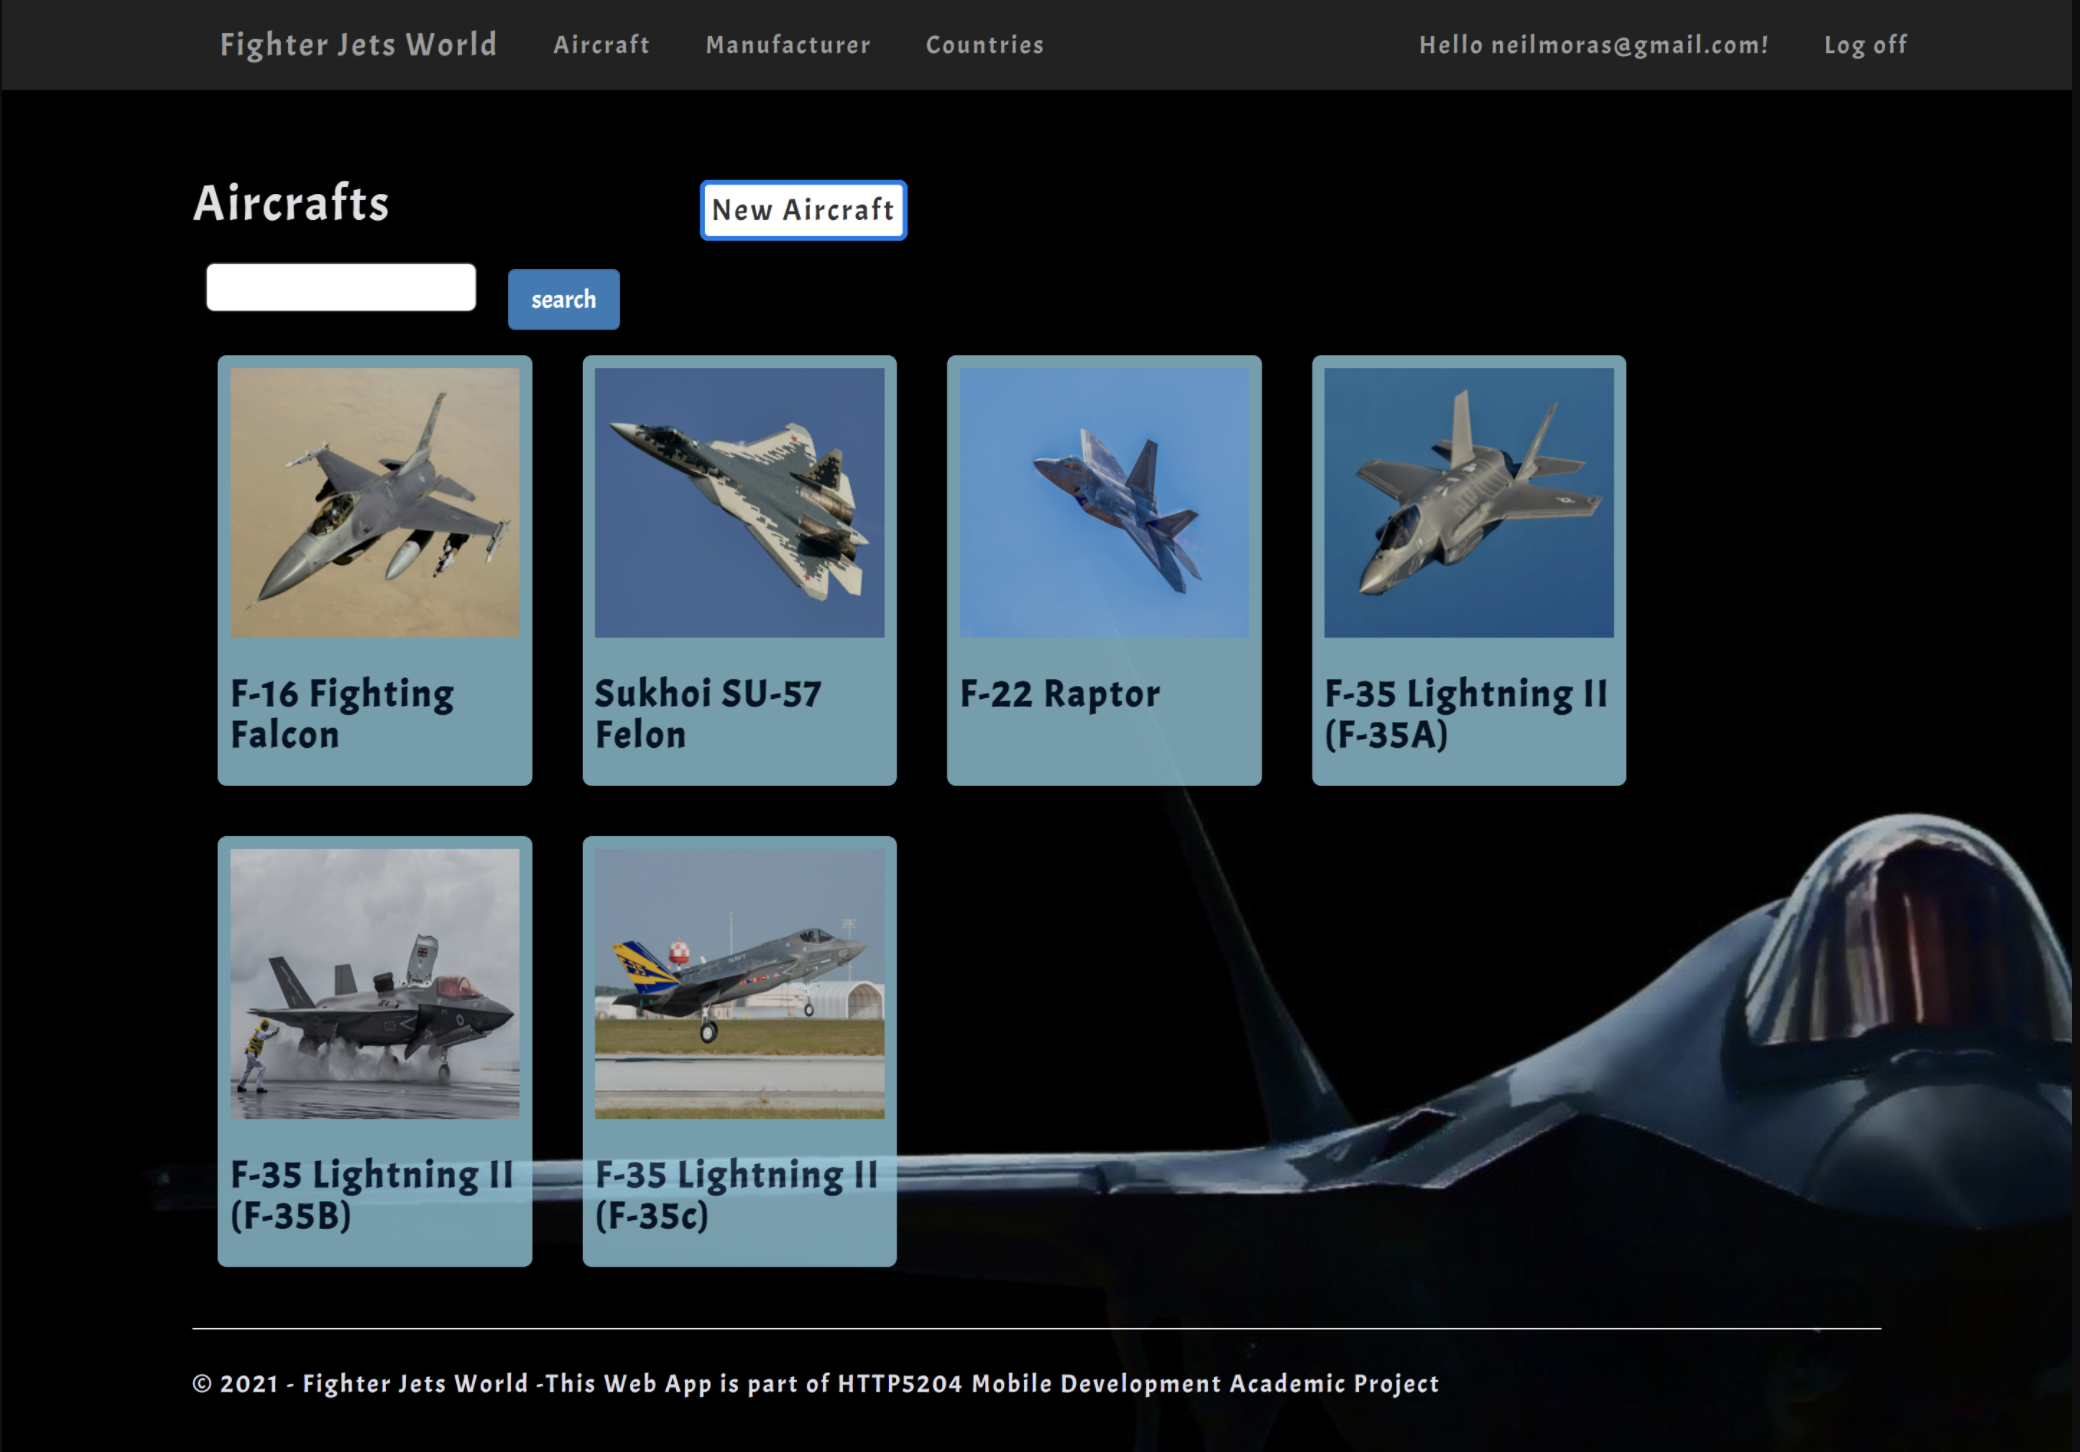 Fighter Jets World Aircraft Manufacturer Countries Hello neilmoras@gmail.com! Log off
Aircrafts New Aircraft
search
F-16 Fighting
Falcon
Sukhoi SU-57
Felon
F-22 Raptor
F-35 Lightning II
(F-35A)
F-35 Lightning II
(F-35B)
F-35 Lightning II
(F-35c)
© 2021 - Fighter Jets World -This Web App is part of HTTP5204 Mobile Development Academic Project